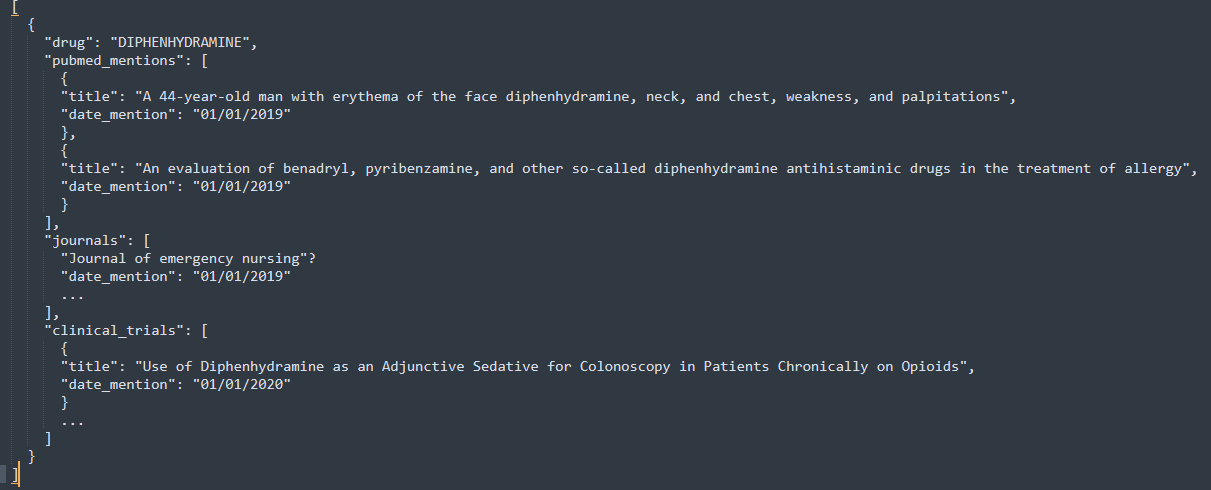 [
{
"drug": "DIPHENHYDRAMINE",
"pubmed_mentions": [
{
"title": "A 44-year-old man with erythema of the face diphenhydramine, neck, and chest, weakness, and palpitations",
"date_mention": "01/01/2019"
},
{
"title": "An evaluation of benadryl, pyribenzamine, and other so-called diphenhydramine antihistaminic drugs in the treatment of allergy",
"date_mention": "01/01/2019"
}
],
"journals": [
"Journal of emergency nursing"?
"date_mention": "01/01/2019"
...
],
"clinical_trials": [
{
"title": "Use of Diphenhydramine as an Adjunctive Sedative for Colonoscopy in Patients Chronically on Opioids",
"date_mention": "01/01/2020"
}
...
]
}
]